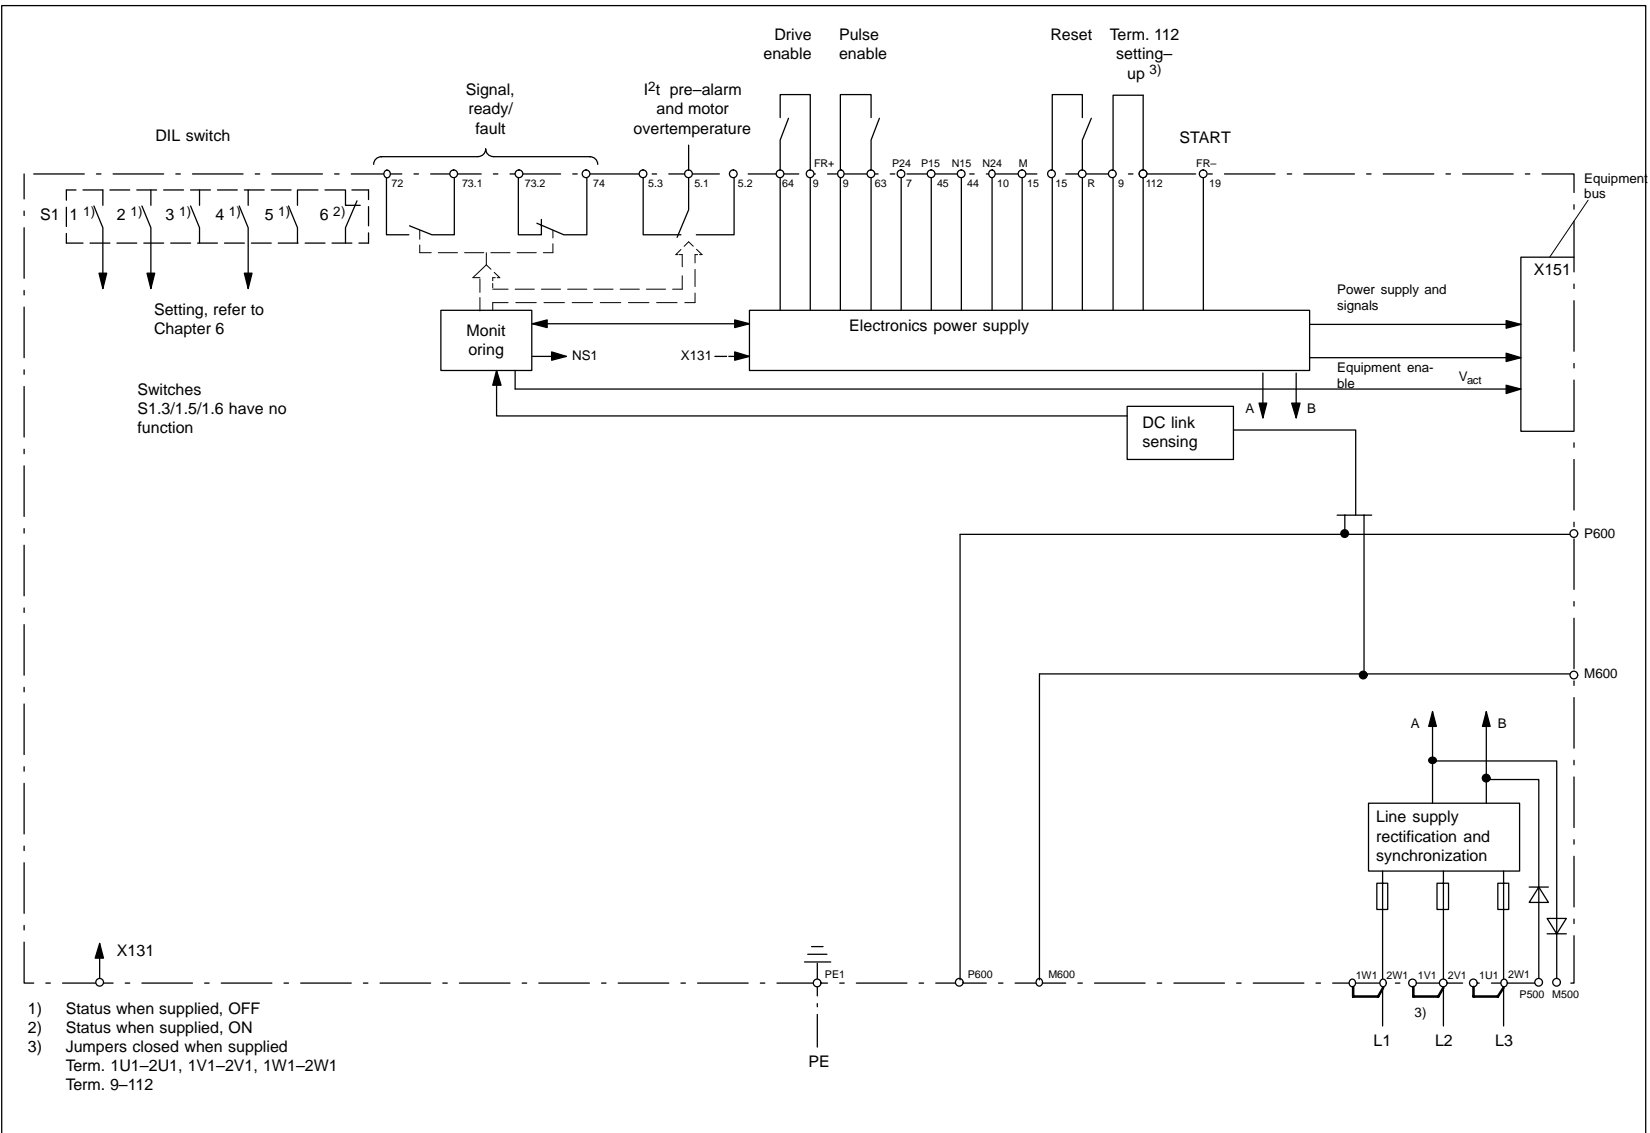 Drive
enable
Pulse
enable
Reset
Term. 112
setting–
up 3)
Signal,
ready/
fault
I2t pre–alarm
and motor
overtemperature
DIL switch
START
FR+
P24
P15
N15
N24
M
FR–
72
73.1
73.2
74
5.3
5.1
5.2
64
9
9
63
7
45
44
10
15
15
R
9
112
19
Equipment
bus
S1
1 1)
2 1)
3 1)
4 1)
5 1)
6 2)
X151
Setting, refer to
Chapter 6
Power supply and
signals
Monit
oring
Electronics power supply
NS1
X131
Equipment ena-
ble
Vact
Switches
S1.3/1.5/1.6 have no
function
A
B
DC link
sensing
P600
M600
A
B
Line supply
rectification and
synchronization
X131
PE1
P600
M600
1W1
2W1
1V1
2V1
1U1
2W1
P500
M500
3)
L1
L2
L3
PE
1) Status when supplied, OFF
2) Status when supplied, ON
3) Jumpers closed when supplied
Term. 1U1–2U1, 1V1–2V1, 1W1–2W1
Term. 9–112